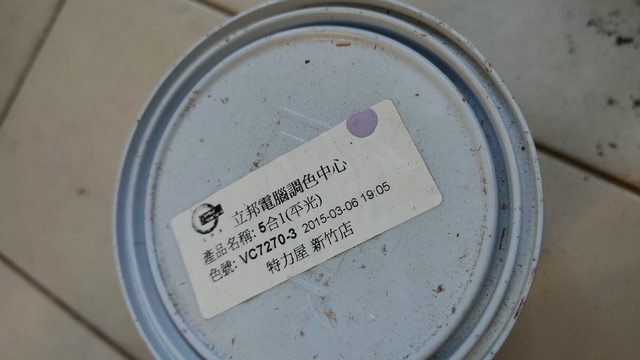 立邦電腦調色中心
產品名稱: 5合1(平光)
色號: VC7270-3 2015-03-06 19:05
特力屋 新竹店